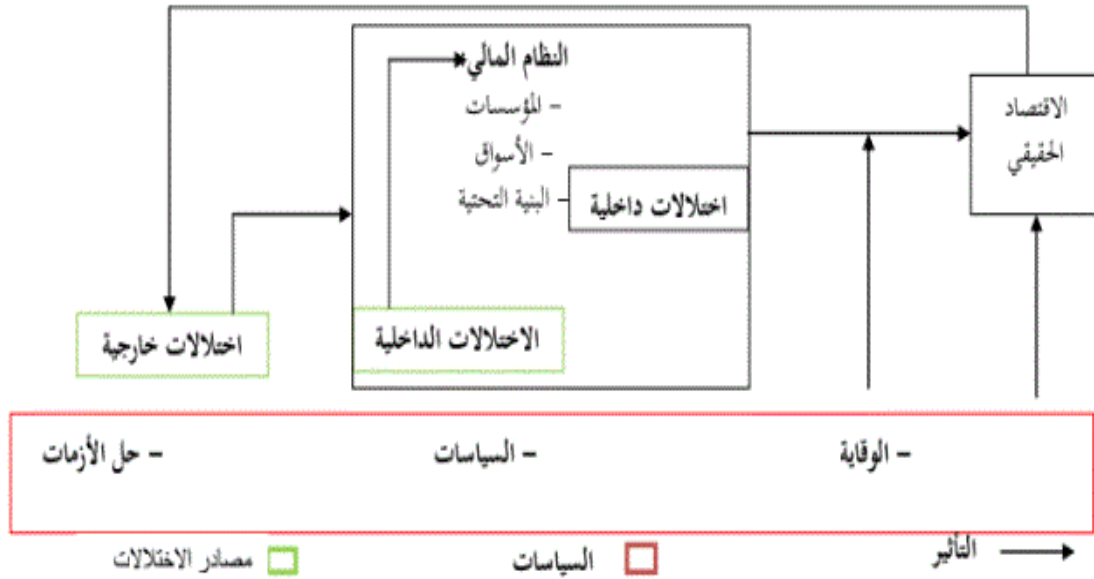 النظام المالي:
– المؤسسات
– الأسواق
– البنية التحتية
اختلالات داخلية
الاقتصاد
الحقيقي
الاختلالات الداخلية
اختلالات خارجية
– الوقاية
– السياسات
– حل الأزمات
التأثير
السياسات
مصادر الاختلالات